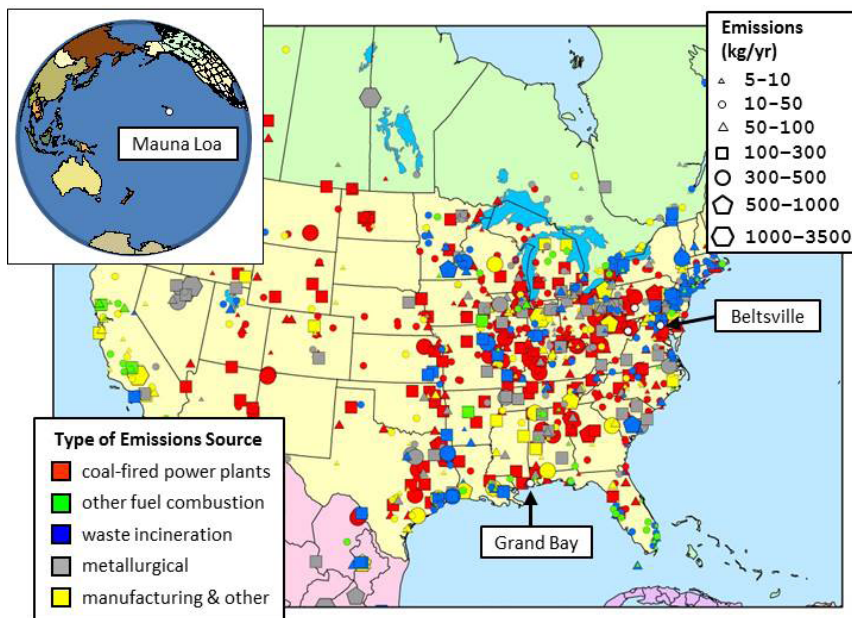 Mauna Loa
Emissions
(kg/yr)
5-10
10-50
50-100
100-300
300-500
500-1000
1000-3500
Beltsville
Type of Emissions Source
coal-fired power plants
other fuel combustion
waste incineration
metallurgical
manufacturing & other
Grand Bay